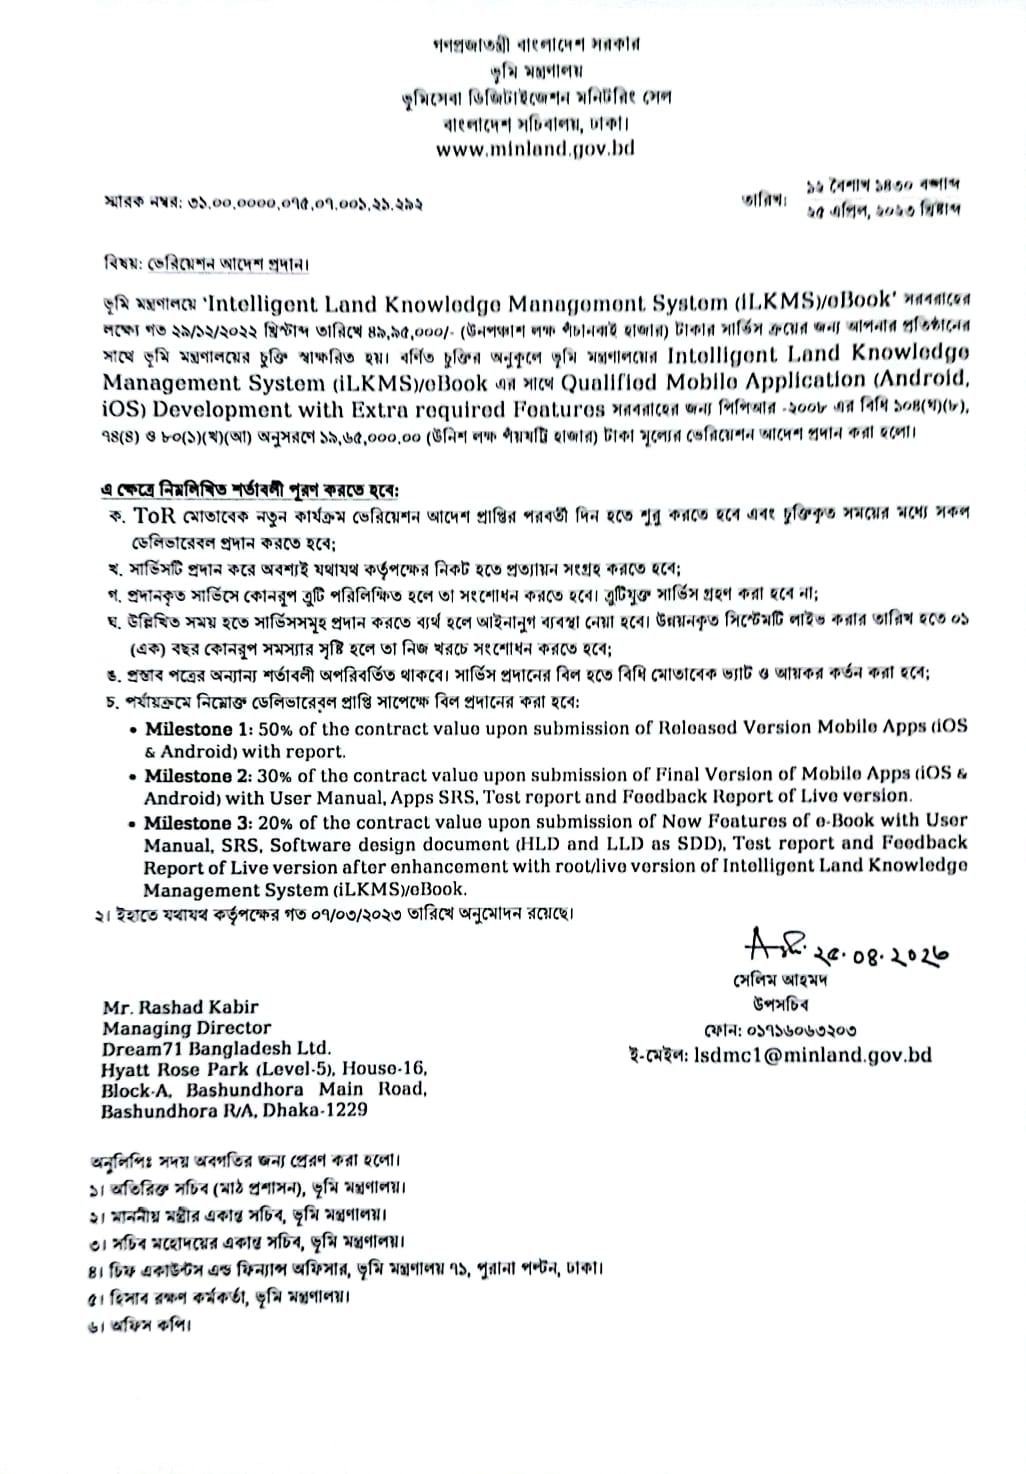 গণপ্রজাতন্ত্রী বাংলাদেশ সরকার
ভূমি মন্ত্রণালয়
ভূমিসেবা ডিজিটাইজেশন মনিটরিং সেল
বাংলাদেশ সচিবালয়, ঢাকা।
www.minland.gov.bd
স্মারক নম্বর: ৩১.০০.০০০০.০৭৫.০৭.০০১.২১.২৯২
তারিখ: ১২ বৈশাখ ১৪৩০ বঙ্গাব্দ
২৫ এপ্রিল, ২০২৩ খ্রিষ্টাব্দ
বিষয়: ভেরিয়েশন আদেশ প্রদান।
ভূমি মন্ত্রণালয়ে ‘Intelligent Land Knowledge Management System (iLKMS)/eBook’ সরবরাহের
লক্ষ্যে গত ২৯/১২/২০২২ খ্রিস্টাব্দ তারিখে ৪৯,৯৫,০০০/- (উনপঞ্চাশ লক্ষ পঁচানব্বই হাজার) টাকার সার্ভিস ক্রয়ের জন্য আপনার প্রতিষ্ঠানের
সাথে ভূমি মন্ত্রণালয়ের চুক্তি স্বাক্ষরিত হয়। বর্ণিত চুক্তির অনুকূলে ভূমি মন্ত্রণালয়ের Intelligent Land Knowledge
Management System (iLKMS)/eBook এর সাথে Qualified Mobile Application (Android,
iOS) Development with Extra required Features সরবরাহের জন্য পিপিআর -২০০৮ এর বিধি ১০৪(ঘ)(৮),
৭৪(৪) ও ৮০(১)(খ)(আ) অনুসরণে ১৯,৬৫,০০০.০০ (উনিশ লক্ষ পঁয়ষট্টি হাজার) টাকা মূল্যের ভেরিয়েশন আদেশ প্রদান করা হলো।
এ ক্ষেত্রে নিম্নলিখিত শর্তাবলী পূরণ করতে হবে:
ক. ToR মোতাবেক নতুন কার্যক্রম ভেরিয়েশন আদেশ প্রাপ্তির পরবর্তী দিন হতে শুরু করতে হবে এবং চুক্তিকৃত সময়ের মধ্যে সকল
ডেলিভারেবল প্রদান করতে হবে;
খ. সার্ভিসটি প্রদান করে অবশ্যই যথাযথ কর্তৃপক্ষের নিকট হতে প্রত্যায়ন সংগ্রহ করতে হবে;
গ. প্রদানকৃত সার্ভিসে কোনরূপ ত্রুটি পরিলিক্ষিত হলে তা সংশোধন করতে হবে। ত্রুটিযুক্ত সার্ভিস গ্রহণ করা হবে না;
ঘ. উল্লিখিত সময় হতে সার্ভিসসমূহ প্রদান করতে ব্যর্থ হলে আইনানুগ ব্যবস্থা নেয়া হবে। উন্নয়নকৃত সিস্টেমটি লাইভ করার তারিখ হতে ০১
(এক) বছর কোনরূপ সমস্যার সৃষ্টি হলে তা নিজ খরচে সংশোধন করতে হবে;
ঙ. প্রস্তাব পত্রের অন্যান্য শর্তাবলী অপরিবর্তিত থাকবে। সার্ভিস প্রদানের বিল হতে বিধি মোতাবেক ভ্যাট ও আয়কর কর্তন করা হবে;
চ. পর্যায়ক্রমে নিম্নোক্ত ডেলিভারেবল প্রাপ্তি সাপেক্ষে বিল প্রদানের করা হবে:
• Milestone 1: 50% of the contract value upon submission of Released Version Mobile Apps (iOS
& Android) with report.
• Milestone 2: 30% of the contract value upon submission of Final Version of Mobile Apps (iOS &
Android) with User Manual, Apps SRS, Test report and Feedback Report of Live version.
• Milestone 3: 20% of the contract value upon submission of New Features of e-Book with User
Manual, SRS, Software design document (HLD and LLD as SDD), Test report and Feedback
Report of Live version after enhancement with root/live version of Intelligent Land Knowledge
Management System (iLKMS)/eBook.
২। ইহাতে যথাযথ কর্তৃপক্ষের গত ০৭/০৩/২০২৩ তারিখে অনুমোদন রয়েছে।
২৫.০৪.২০২৩
সেলিম আহমদ
উপসচিব
ফোন: ০১৭১৬০৬৩২০৩
ই-মেইল: lsdmc1@minland.gov.bd
Mr. Rashad Kabir
Managing Director
Dream71 Bangladesh Ltd.
Hyatt Rose Park (Level-5), House-16,
Block-A, Bashundhora Main Road,
Bashundhora R/A, Dhaka-1229
অনুলিপিঃ সদয় অবগতির জন্য প্রেরণ করা হলো।
১। অতিরিক্ত সচিব (মাঠ প্রশাসন), ভূমি মন্ত্রণালয়।
২। মাননীয় মন্ত্রীর একান্ত সচিব, ভূমি মন্ত্রণালয়।
৩। সচিব মহোদয়ের একান্ত সচিব, ভূমি মন্ত্রণালয়।
৪। চিফ একাউন্টস এন্ড ফিন্যান্স অফিসার, ভূমি মন্ত্রণালয় ৭১, পুরানা পল্টন, ঢাকা।
৫। হিসাব রক্ষণ কর্মকর্তা, ভূমি মন্ত্রণালয়।
৬। অফিস কপি।